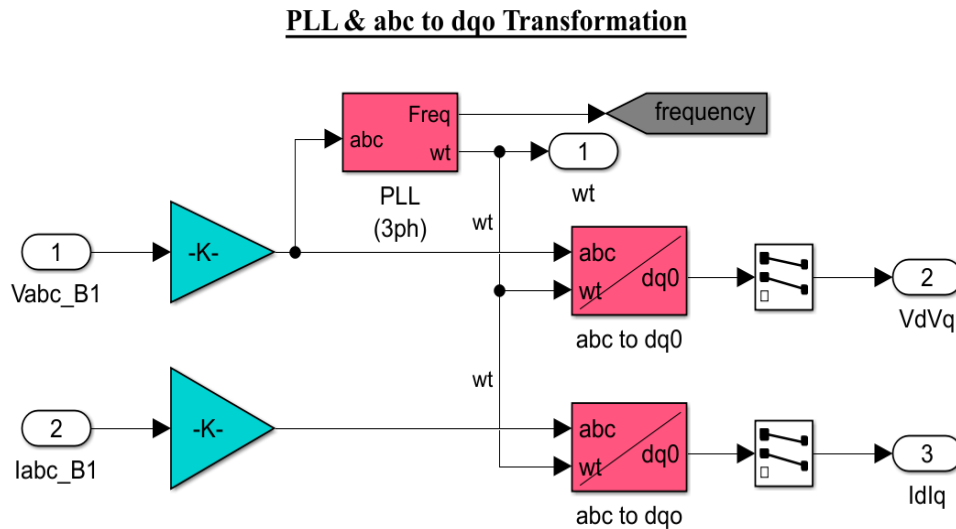 PLL & abc to dqo Transformation
Freq
abc
wt
frequency
1
wt
PLL
(3ph)
wt
1
Vabc_B1
-K-
abc
wt
dq0
abc to dq0
2
VdVq
wt
2
Iabc_B1
-K-
abc
wt
dq0
abc to dqo
3
IdIq